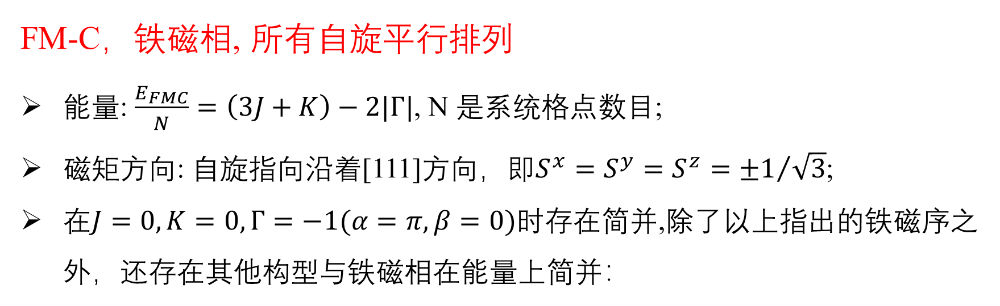 FM-C，铁磁相, 所有自旋平行排列
➢ 能量: $\frac{E_{FMC}}{N} = (3J + K) - 2|\Gamma|$, N 是系统格点数目;
➢ 磁矩方向: 自旋指向沿着[111]方向，即$S^x = S^y = S^z = \pm 1/\sqrt{3}$;
➢ 在$J = 0, K = 0, \Gamma = -1(\alpha = \pi, \beta = 0)$时存在简并,除了以上指出的铁磁序之
外，还存在其他构型与铁磁相在能量上简并：